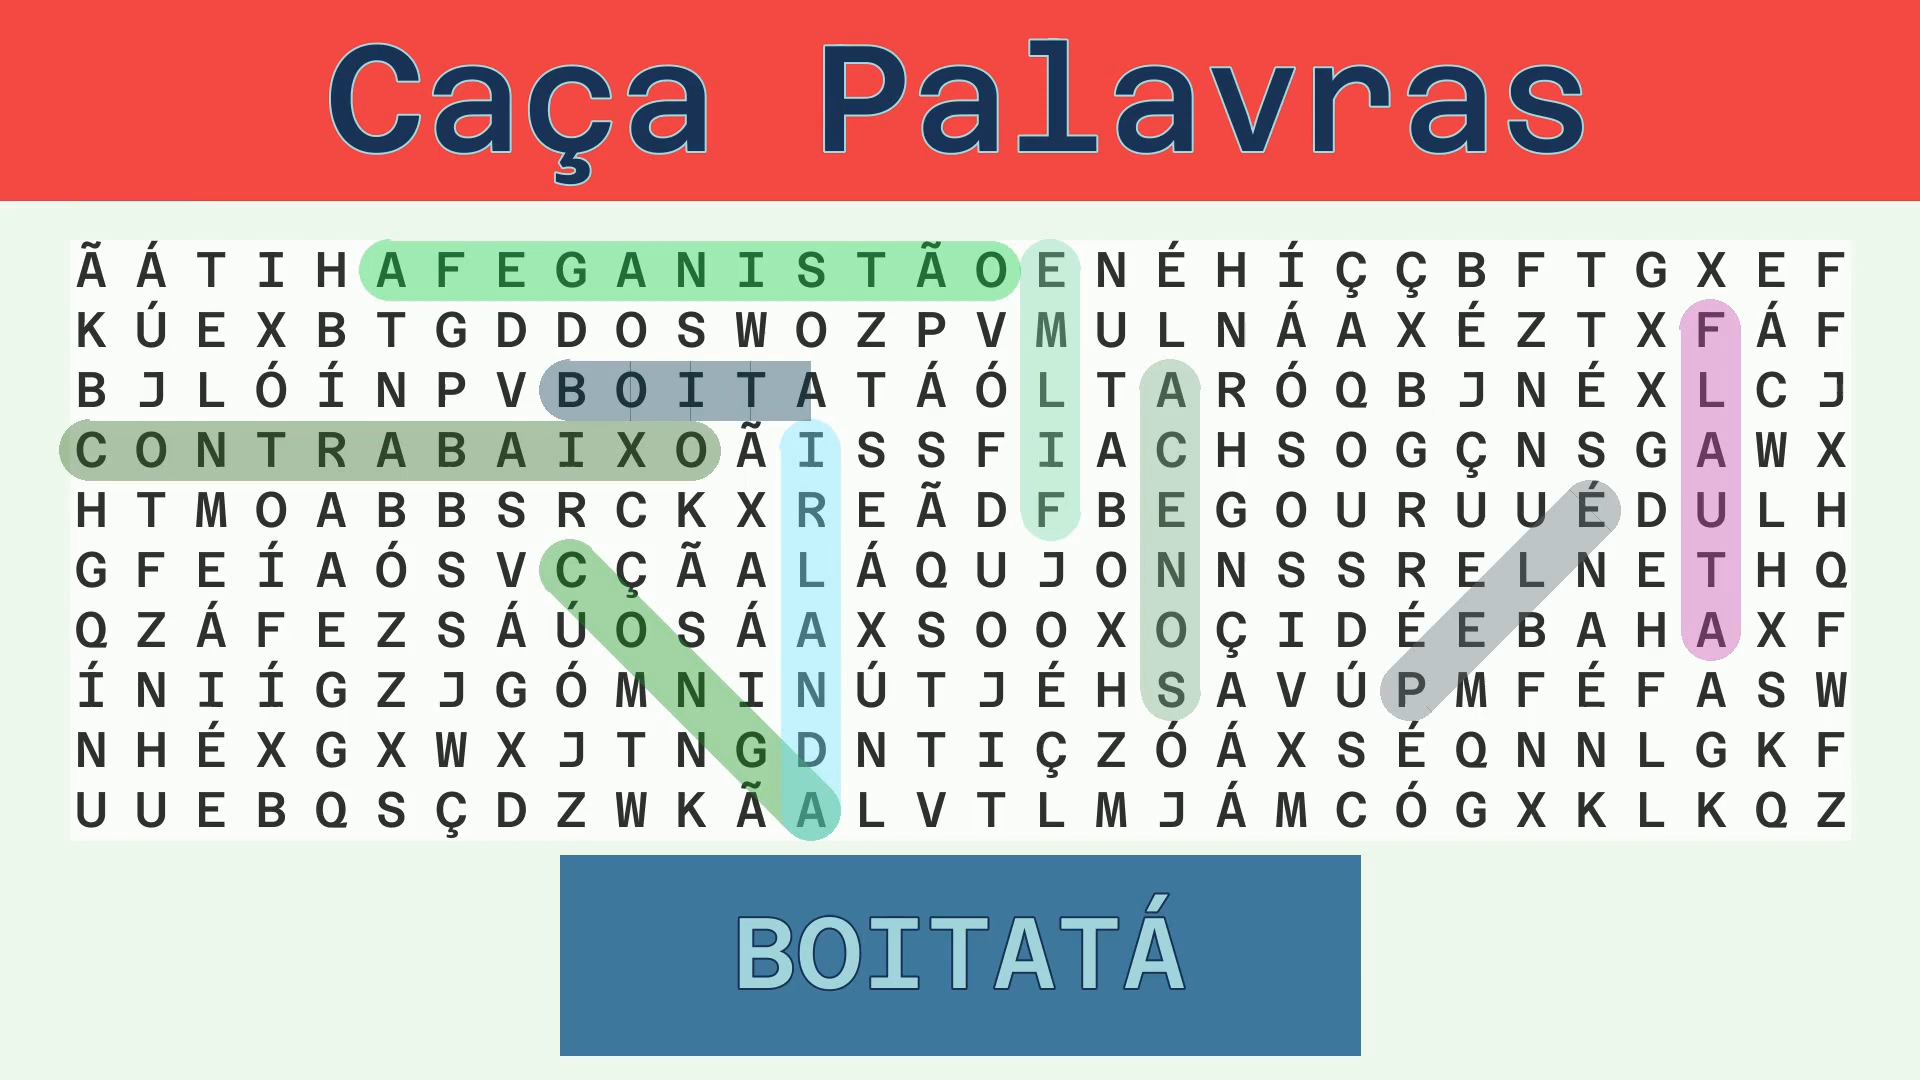 Caça Palavras
Ã Á T I H A F E G A N I S T Ã O E N É H Í Ç Ç B F T G X E F
K Ú E X B T G D D O S W O Z P V M U L N Á A X É Z T X F Á F
B J L Ó Í N P V B O I T A T Á Ó L T A R Ó Q B J N É X L C J
C O N T R A B A I X O Ã I S S F I A C H S O G Ç N S G A W X
H T M O A B B S R C K X R E Ã D F B E G O U R U U É D U L H
G F E Í A Ó S V C Ç Ã A L Á Q U J O N N S S R E L N E T H Q
Q Z Á F E Z S Á Ú O S Á A X S O O X O Ç I D É E B A H A X F
Í N I Í G Z J G Ó M N I N Ú T J É H S A V Ú P M F É F A S W
N H É X G X W X J T N G D N T I Ç Z Ó Á X S É Q N N L G K F
U U E B Q S Ç D Z W K Ã A L V T L M J Á M C Ó G X K L K Q Z
BOITATÁ